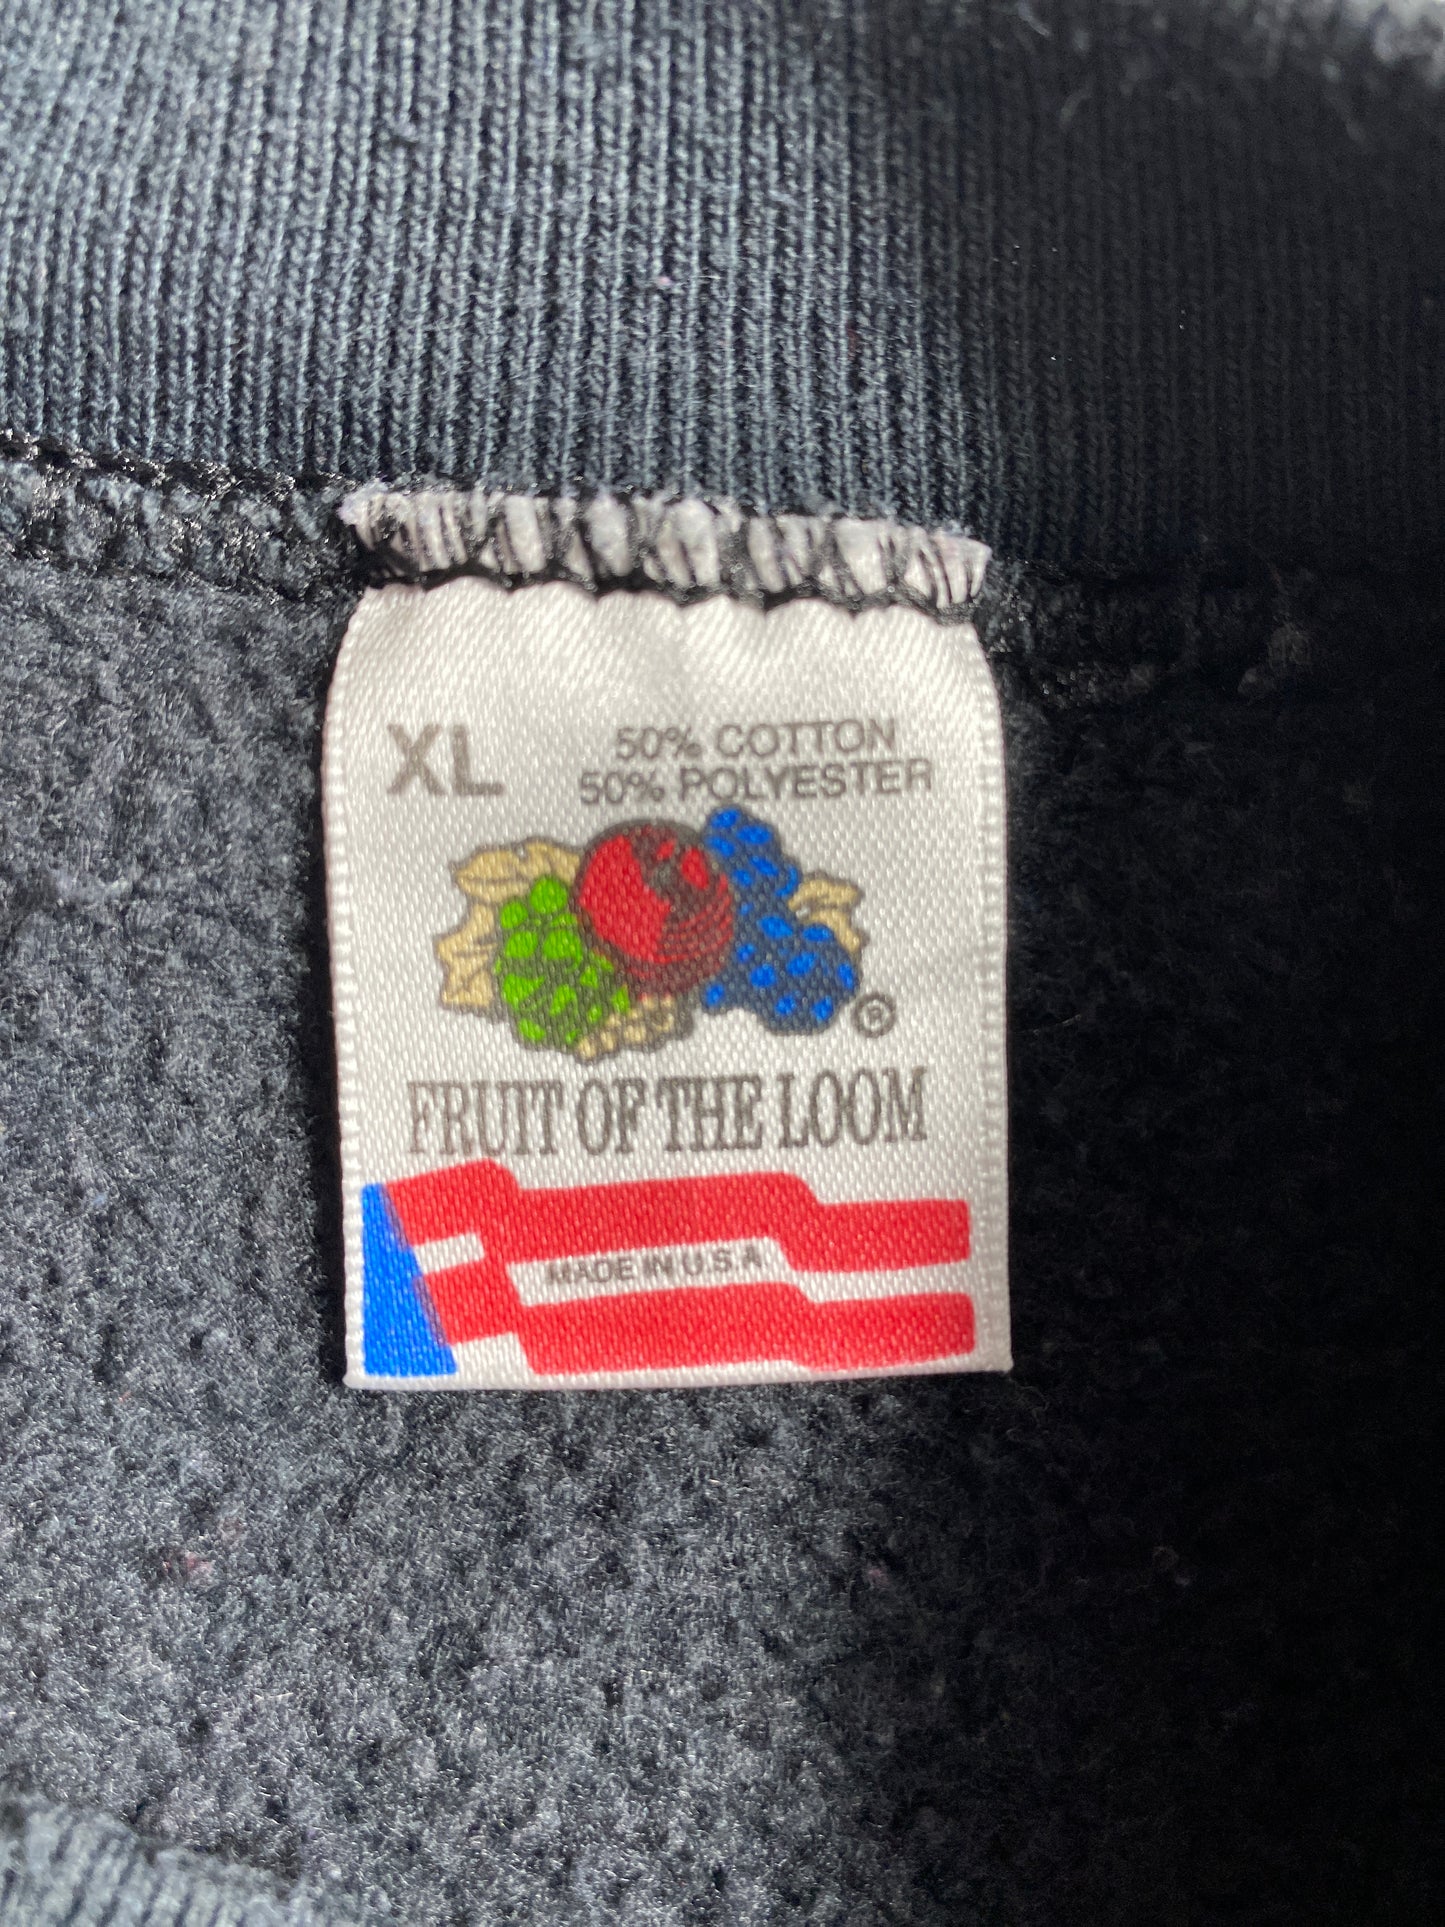 XL
50% COTTON
50% POLYESTER
®
FRUIT OF THE LOOM
MADE IN U.S.A.